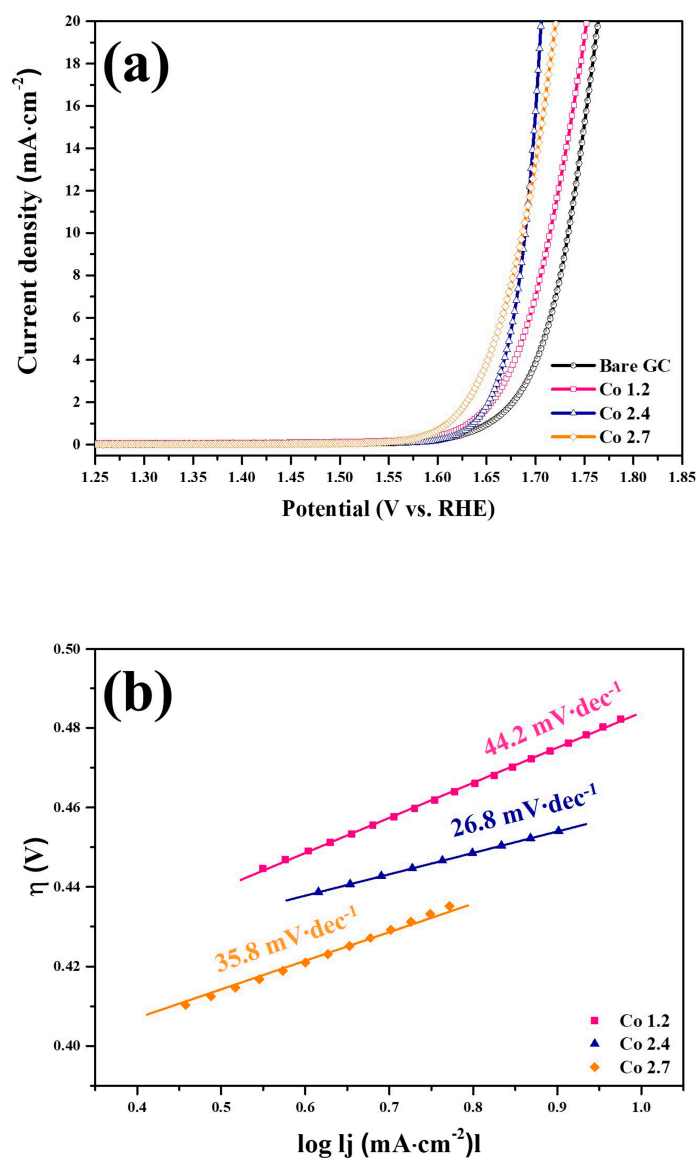 (a)
Current density (mA·cm-2)
20
18
16
14
12
10
8
6
4
2
0
Bare GC
Co 1.2
Co 2.4
Co 2.7
1.25 1.30 1.35 1.40 1.45 1.50 1.55 1.60 1.65 1.70 1.75 1.80 1.85
Potential (V vs. RHE)
(b)
η (V)
0.50
0.48
0.46
0.44
0.42
0.40
44.2 mV·dec-1
26.8 mV·dec-1
35.8 mV·dec-1
Co 1.2
Co 2.4
Co 2.7
0.4 0.5 0.6 0.7 0.8 0.9 1.0
log lj (mA·cm-2)l